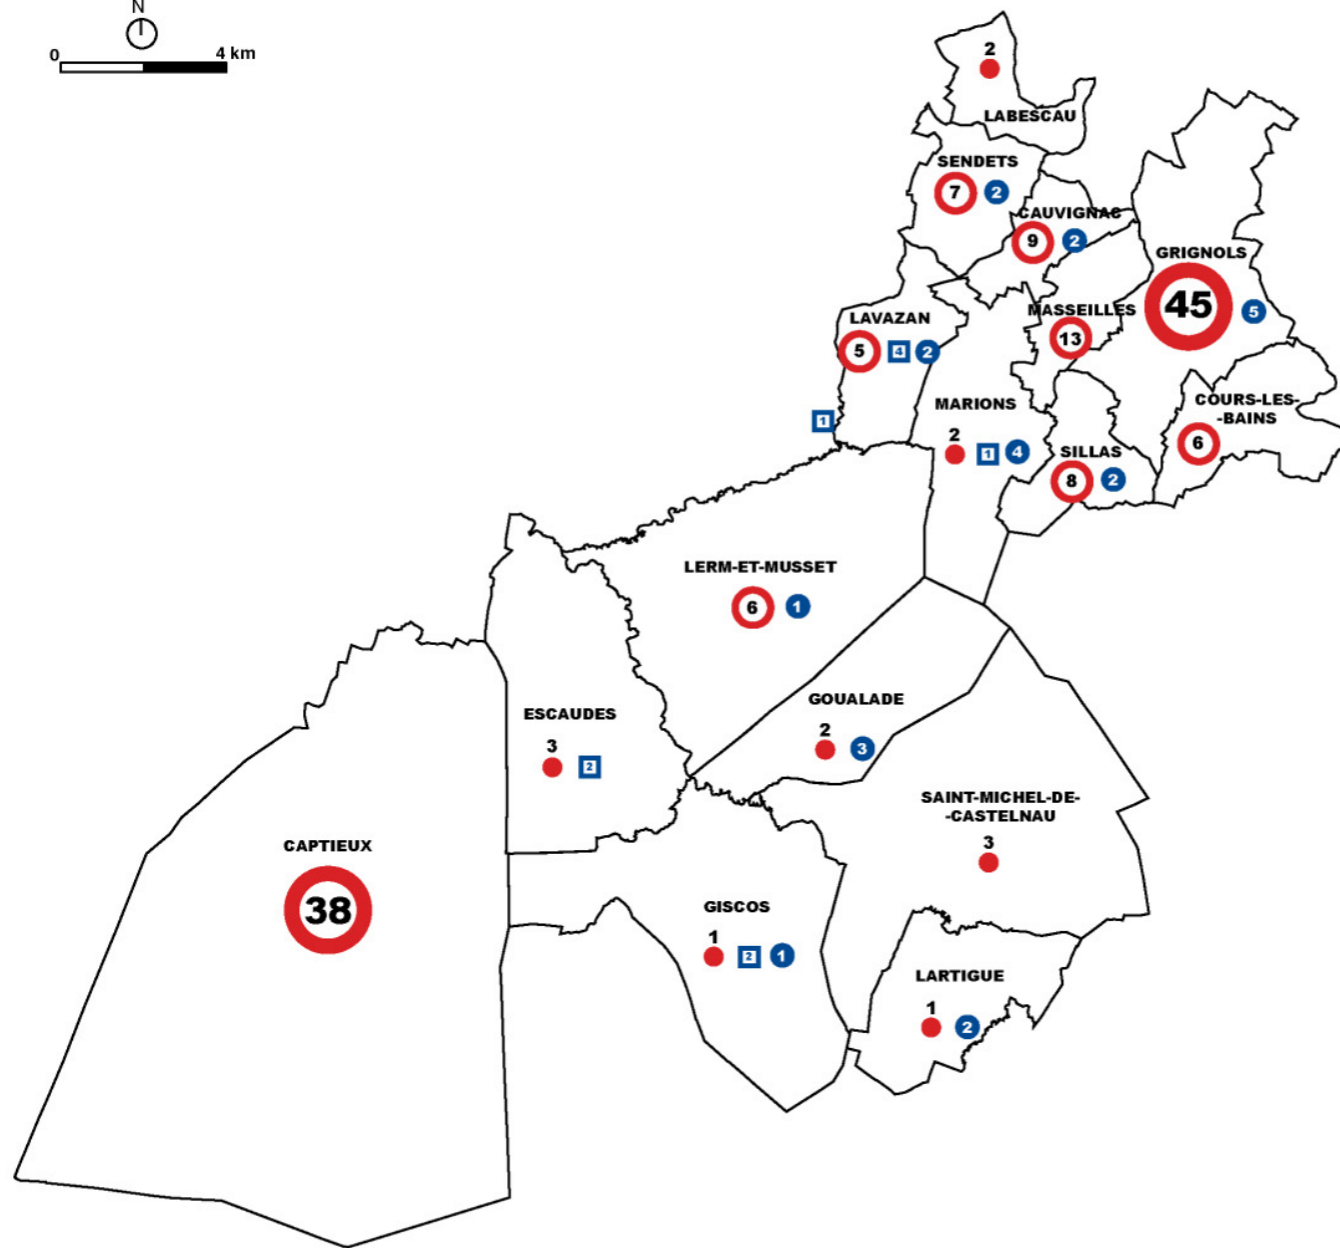 N
0 4 km
2
LABESCAU
SENDETS
7 2
CAUVIGNAC
9 2
GRIGNOLS
45 5
LAVAZAN
5 4 2
MASSEILLES
13
1
MARIONS
2 1 4
COURS-LES-
-BAINS
6
SILLAS
8 2
LERM-ET-MUSSET
6 1
ESCAUDES
3 2
GOUALADE
2 3
SAINT-MICHEL-DE-
-CASTELNAU
3
CAPTIEUX
38
GISCOS
1 2 1
LARTIGUE
1 2